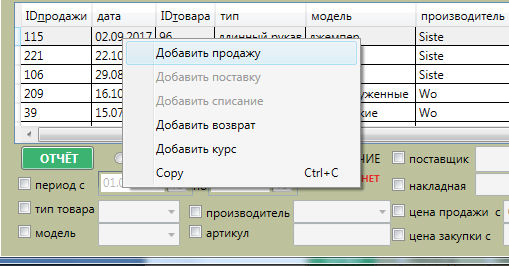 IDпродажи дата IDтовара тип модель производитель
115 02.09.2017 96 длинный рукав джемпер Siste
221 22.10 Siste
106 29.08 Siste
209 16.10 Wo
39 15.07 Wo
Добавить продажу
Добавить поставку
Добавить списание
Добавить возврат
Добавить курс
Copy Ctrl+C
ОТЧЁТ поставщик
период с 01.0 по НЕТ накладная
тип товара производитель цена продажи с
модель артикул цена закупки с